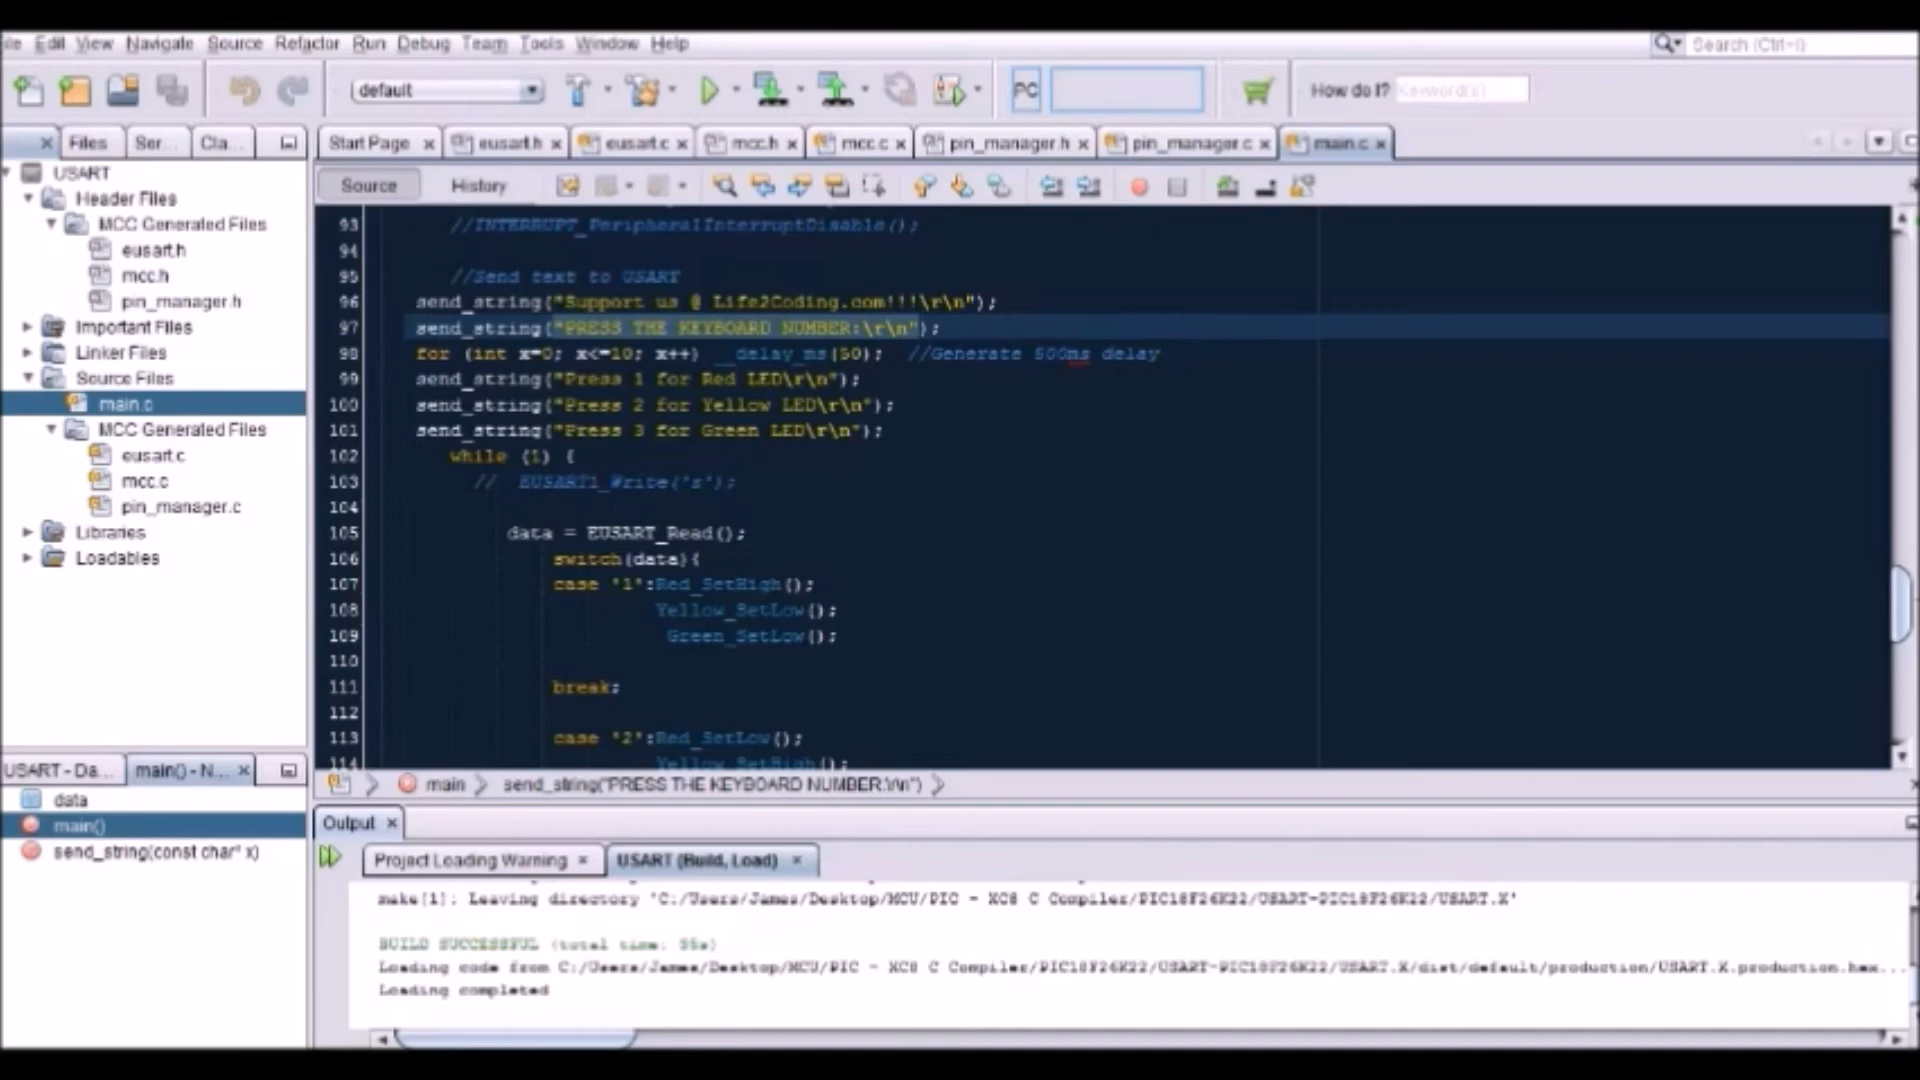 ile Edit View Navigate Source Refactor Run Debug Team Tools Window Help
Search (Ctrl+I)
default
PC
How do I? Keyword(s)
Files Ser... Cla...
Start Page eusart.h eusart.c mcc.h mcc.c pin_manager.h pin_manager.c main.c
Source History
USART
Header Files
MCC Generated Files
eusart.h
mcc.h
pin_manager.h
Important Files
Linker Files
Source Files
main.c
MCC Generated Files
eusart.c
mcc.c
pin_manager.c
Libraries
Loadables
93 //INTERRUPT_PeripheralInterruptDisable();
94
95 //Send text to USART
96 send_string("Support us @ Life2Coding.com!!!\r\n");
97 send_string("PRESS THE KEYBOARD NUMBER:\r\n");
98 for (int x=0; x<=10; x++) __delay_ms(50); //Generate 500ms delay
99 send_string("Press 1 for Red LED\r\n");
100 send_string("Press 2 for Yellow LED\r\n");
101 send_string("Press 3 for Green LED\r\n");
102 while (1) {
103 // EUSART1_Write('s');
104
105 data = EUSART_Read();
106 switch(data){
107 case '1':Red_SetHigh();
108 Yellow_SetLow();
109 Green_SetLow();
110
111 break;
112
113 case '2':Red_SetLow();
114 Yellow_SetHigh();
main send_string("PRESS THE KEYBOARD NUMBER:\r\n")
USART - Da... main() - N...
data
main()
send_string(const char* x)
Output
Project Loading Warning USART (Build, Load)
make[1]: Leaving directory 'C:/Users/James/Desktop/MCU/PIC - XC8 C Compiler/PIC18F26K22/USART-PIC18F26K22/USART.X'
BUILD SUCCESSFUL (total time: 35s)
Loading code from C:/Users/James/Desktop/MCU/PIC - XC8 C Compiler/PIC18F26K22/USART-PIC18F26K22/USART.X/dist/default/production/USART.X.production.hex...
Loading completed